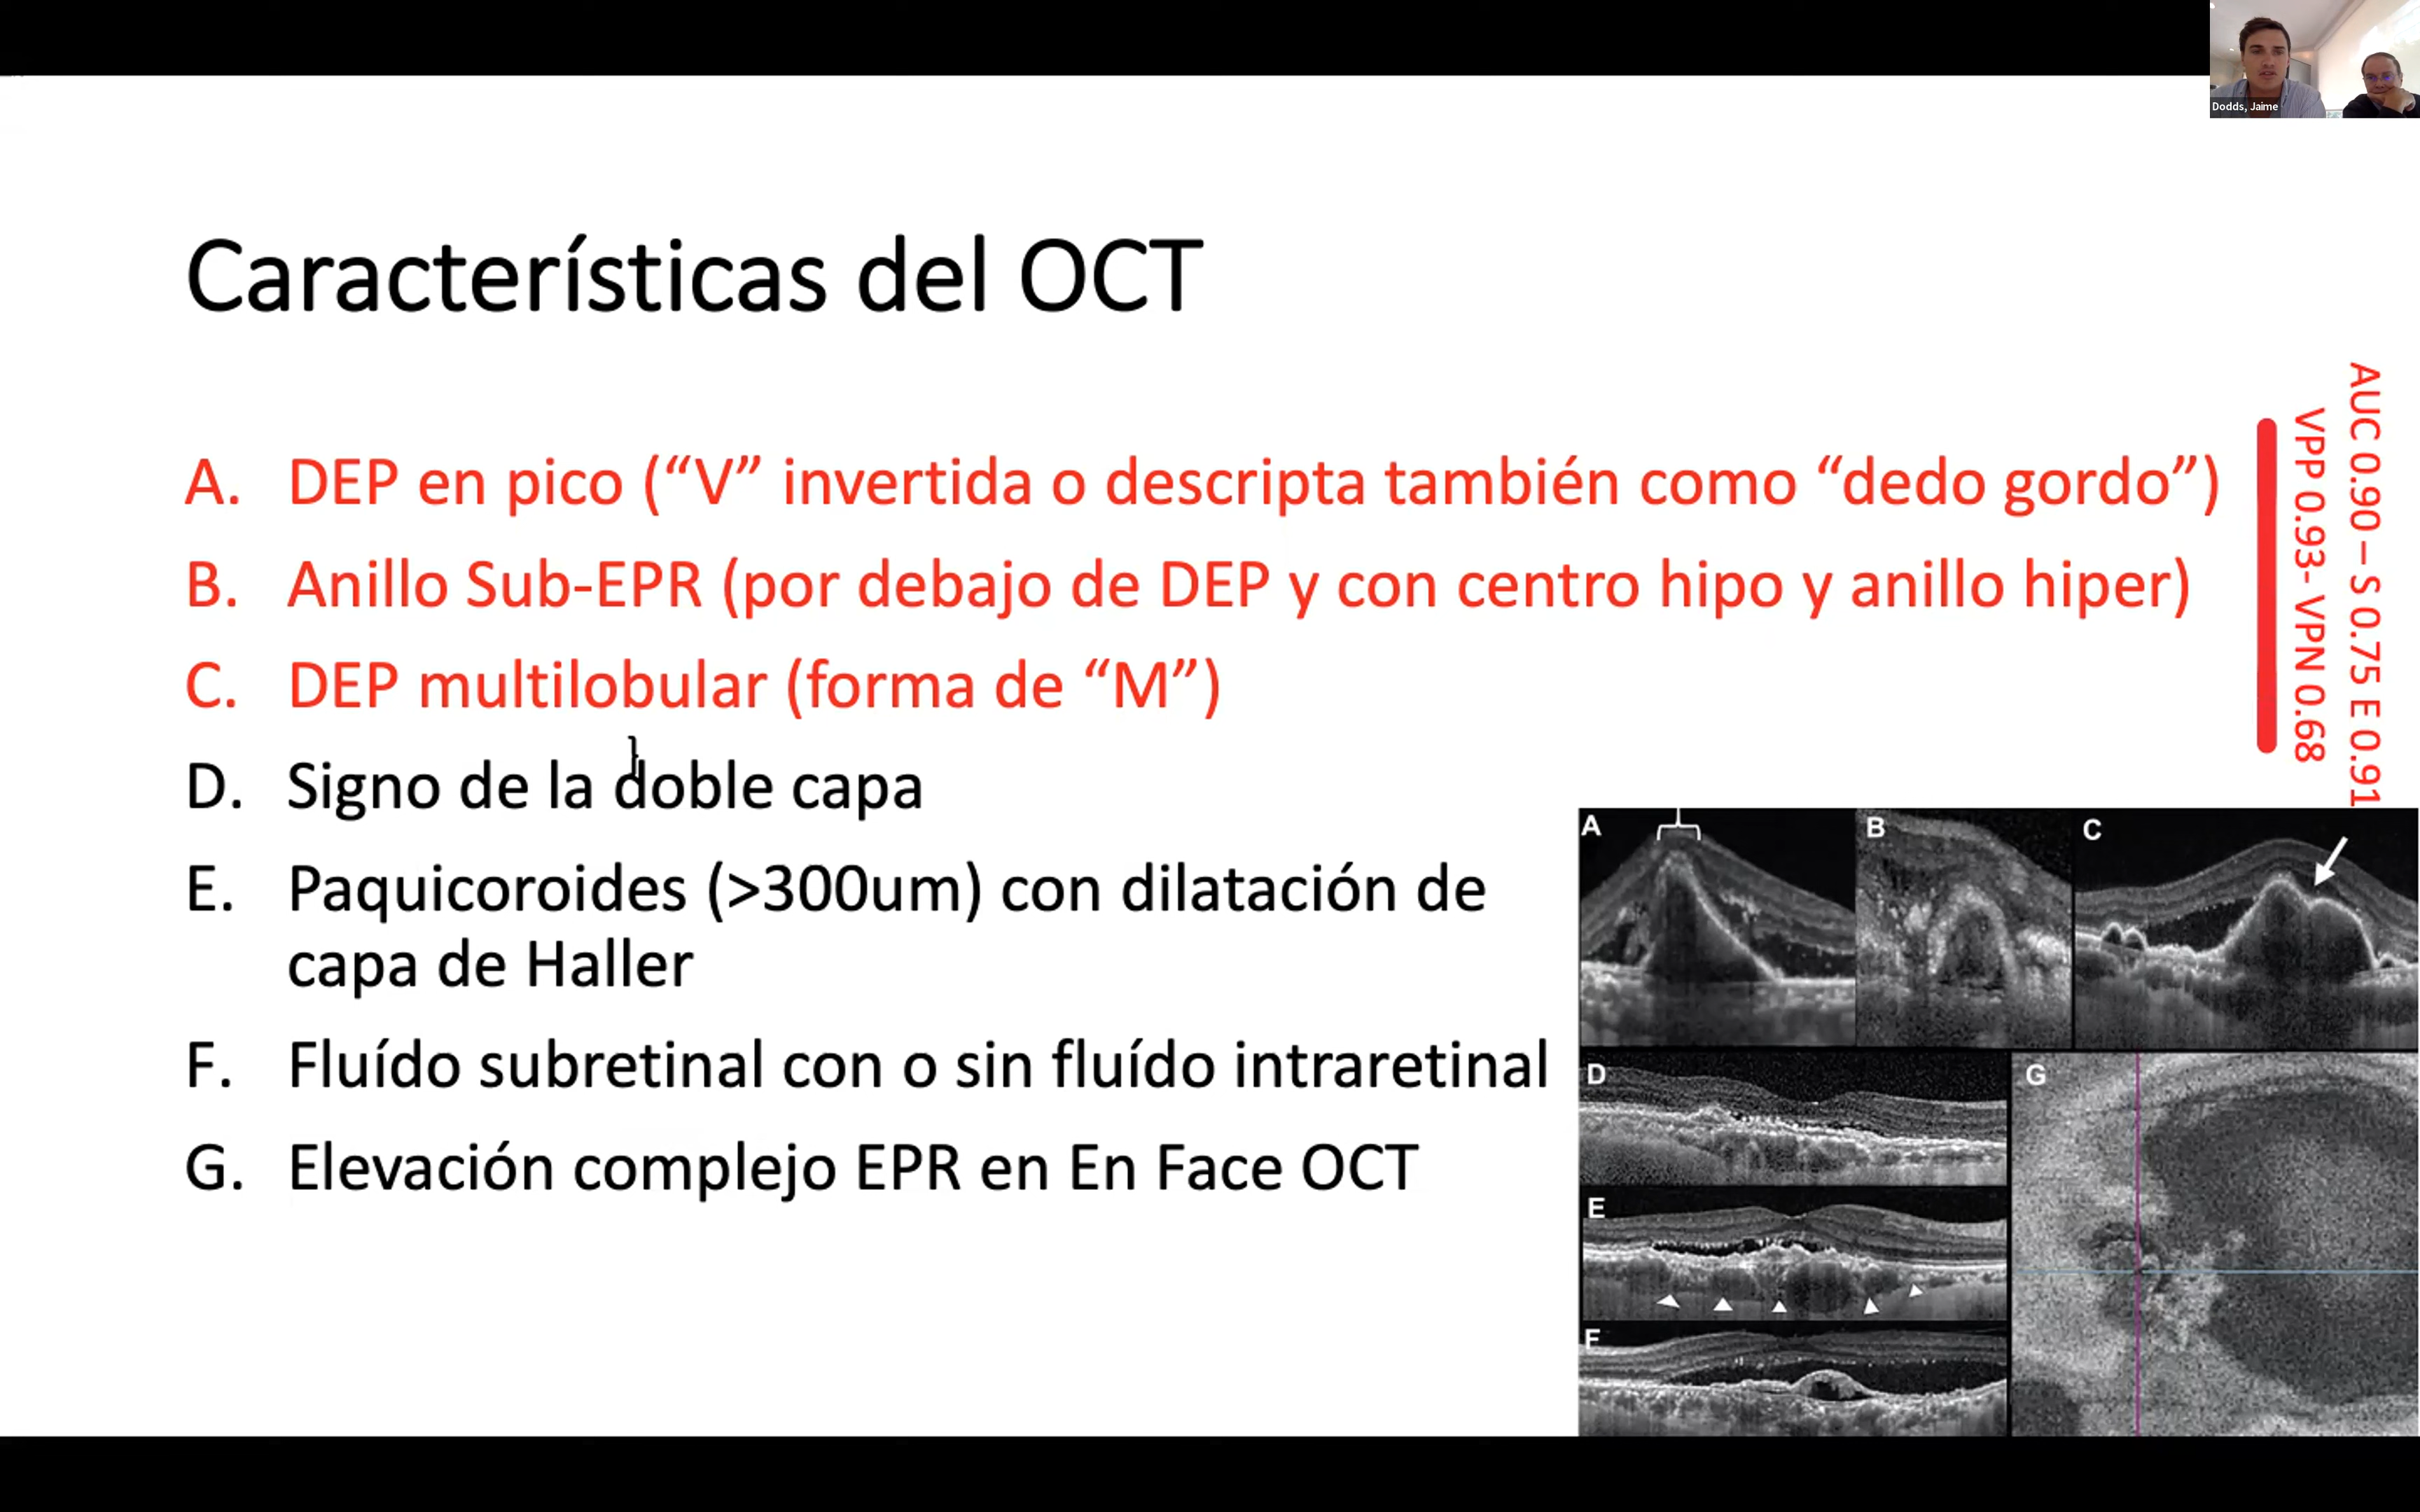 Dodds, Jaime
Características del OCT
A. DEP en pico (“V” invertida o descripta también como “dedo gordo”)
B. Anillo Sub-EPR (por debajo de DEP y con centro hipo y anillo hiper)
C. DEP multilobular (forma de “M”)
D. Signo de la doble capa
E. Paquicoroides (>300um) con dilatación de
capa de Haller
F. Fluído subretinal con o sin fluído intraretinal
G. Elevación complejo EPR en En Face OCT
AUC 0.90 – S 0.75 E 0.91
VPP 0.93- VPN 0.68
A
B
C
D
G
E
F